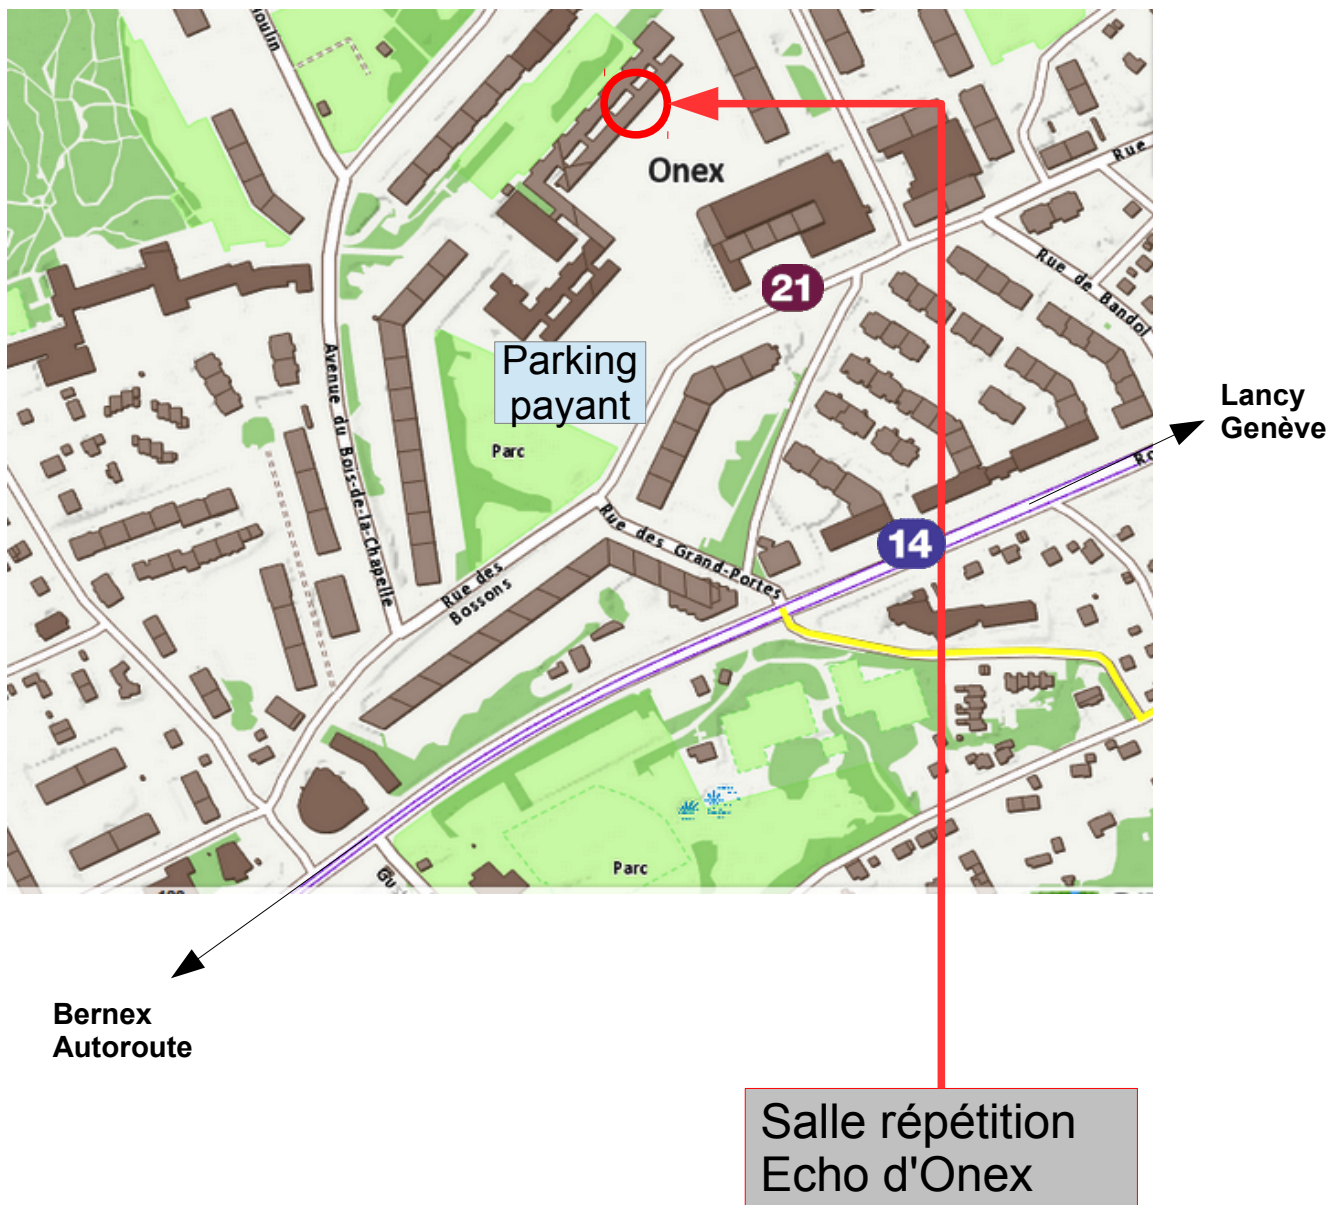 Onex
Rue
Rue de Bandol
21
Parking
payant
Avenue du Bois-de-la-Chapelle
Parc
Lancy
Genève
14
Rue des Grand-Portes
Rue des
Bossons
Parc
Bernex
Autoroute
Salle répétition
Echo d'Onex